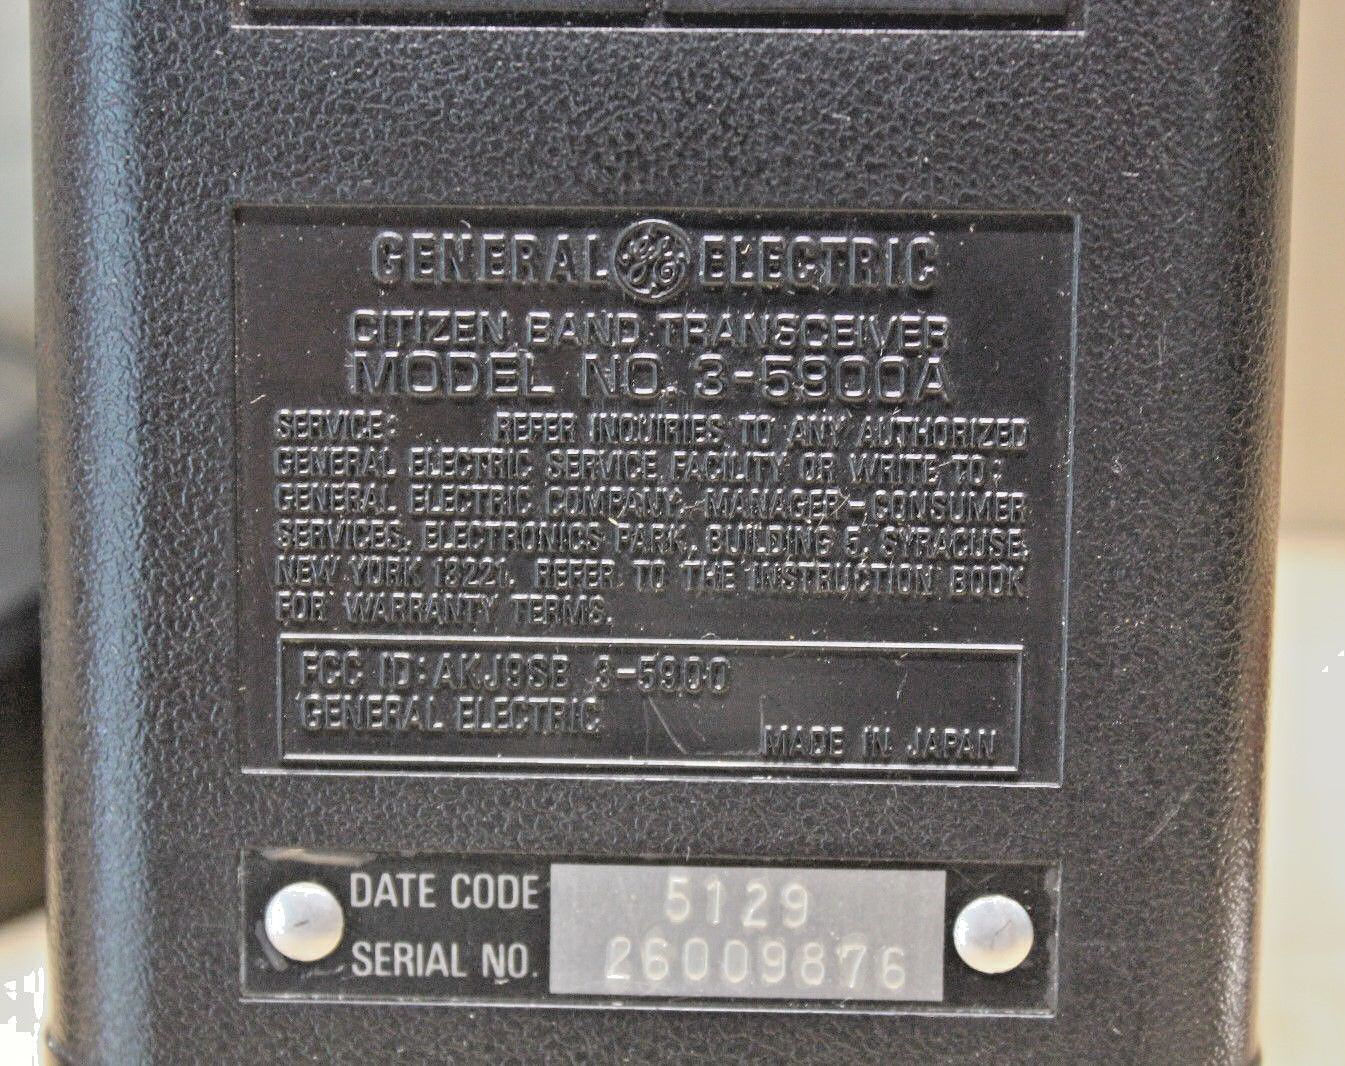 GENERAL GE ELECTRIC
CITIZEN BAND TRANSCEIVER
MODEL NO. 3-5900A
SERVICE: REFER INQUIRIES TO ANY AUTHORIZED
GENERAL ELECTRIC SERVICE FACILITY OR WRITE TO:
GENERAL ELECTRIC COMPANY-MANAGER-CONSUMER
SERVICES, ELECTRONICS PARK, BUILDING 5, SYRACUSE,
NEW YORK 13221. REFER TO THE INSTRUCTION BOOK
FOR WARRANTY TERMS.
FCC ID: AKJ9SB 3-5900
GENERAL ELECTRIC
MADE IN JAPAN
DATE CODE 5129
SERIAL NO. 26009876